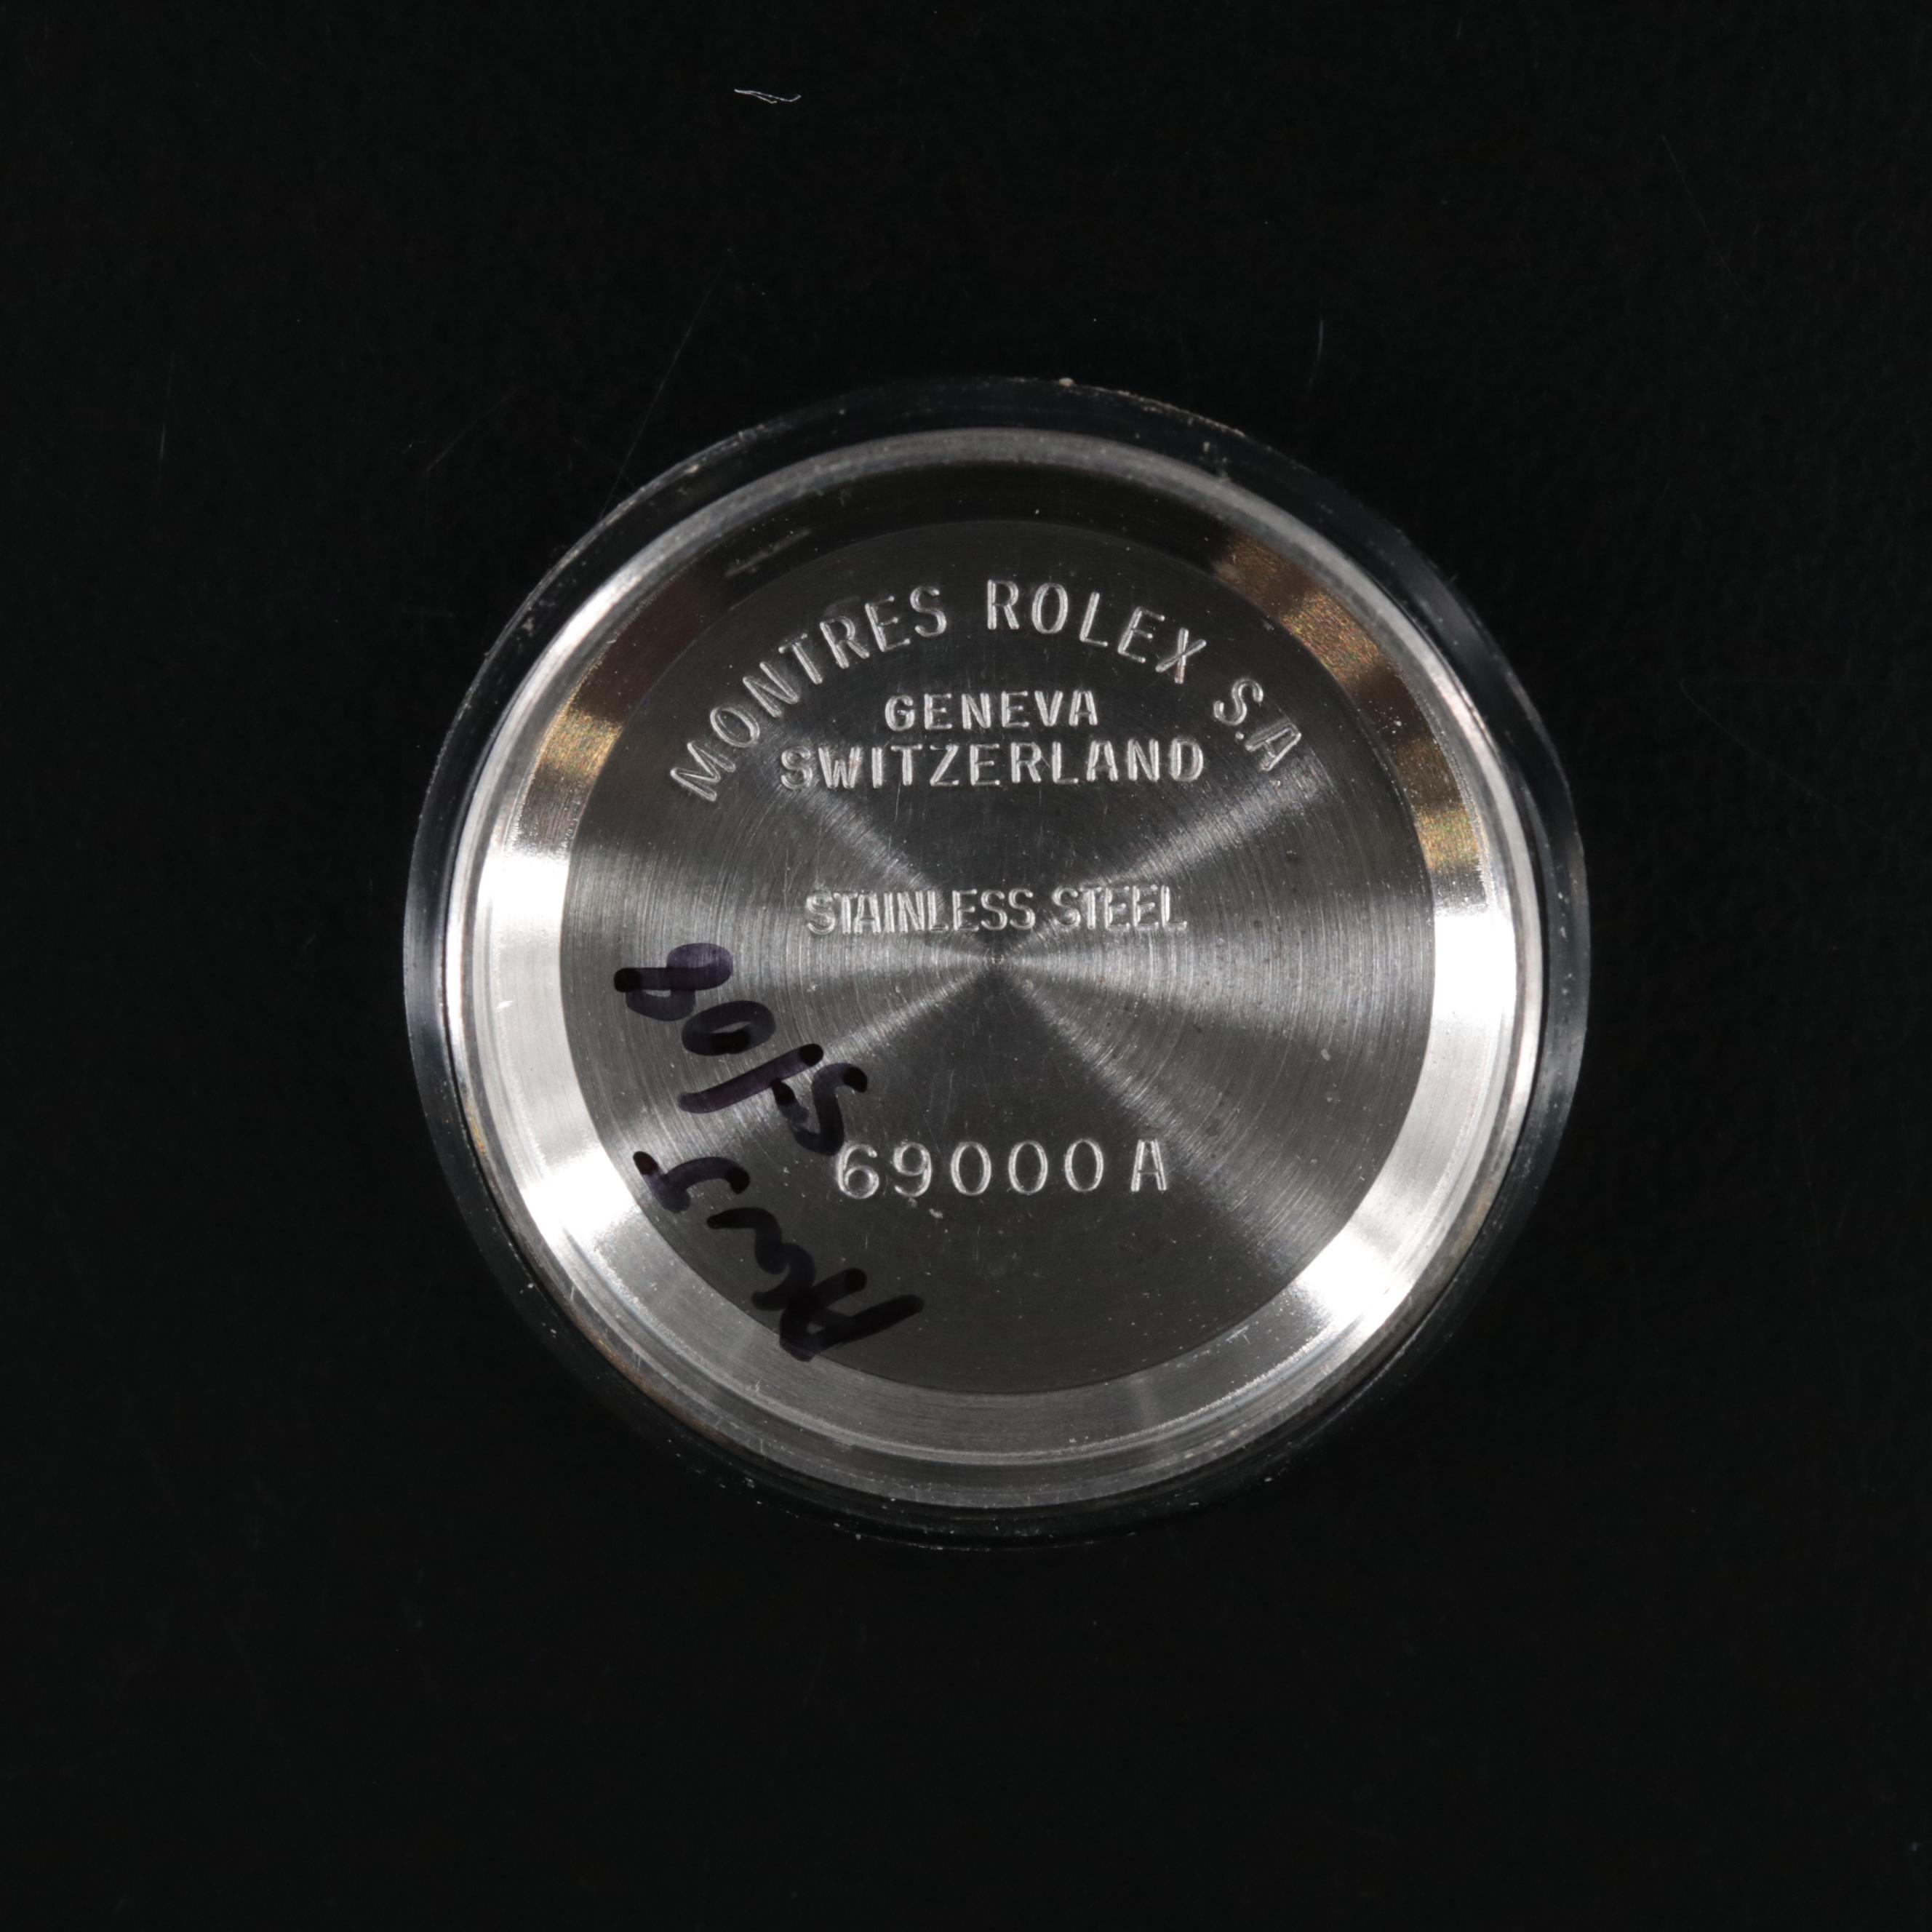 MONTRES ROLEX S.A.
GENEVA
SWITZERLAND
STAINLESS STEEL
69000 A